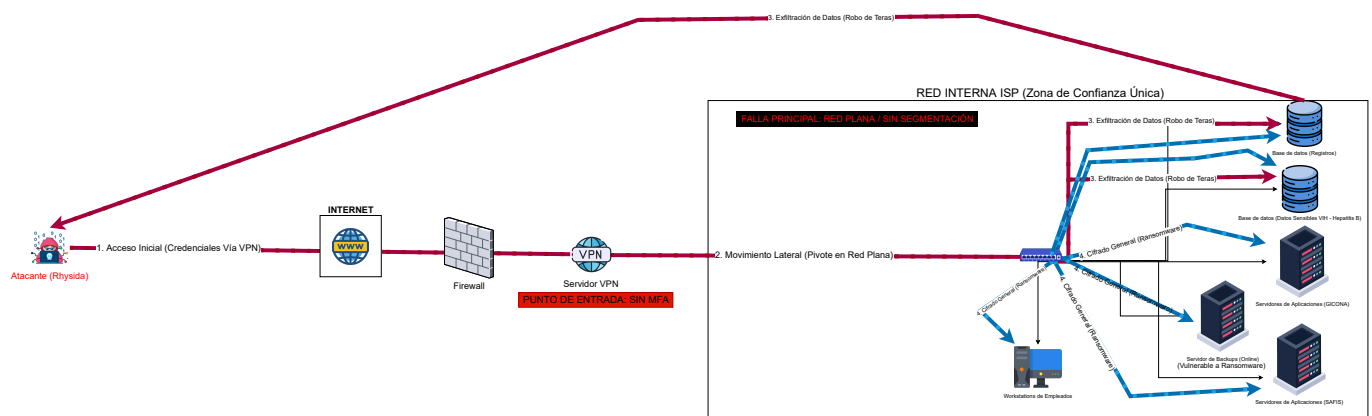 3. Exfiltración de Datos (Robo de Teras)
RED INTERNA ISP (Zona de Confianza Única)
FALLA PRINCIPAL: RED PLANA / SIN SEGMENTACIÓN
3. Exfiltración de Datos (Robo de Teras)
Base de datos (Registros)
3. Exfiltración de Datos (Robo de Teras)
Base de datos (Datos Sensibles VIH - Hepatitis B)
INTERNET
WWW
1. Acceso Inicial (Credenciales Vía VPN)
Atacante (Rhysida)
Firewall
VPN
Servidor VPN
PUNTO DE ENTRADA: SIN MFA
2. Movimiento Lateral (Pivote en Red Plana)
4. Cifrado General (Ransomware)
4. Cifrado General (Ransomware)
4. Cifrado General (Ransomware)
4. Cifrado General (Ransomware)
Servidores de Aplicaciones (GICONA)
Servidor de Backups (Online)
(Vulnerable a Ransomware)
Workstations de Empleados
Servidores de Aplicaciones (SAFIS)